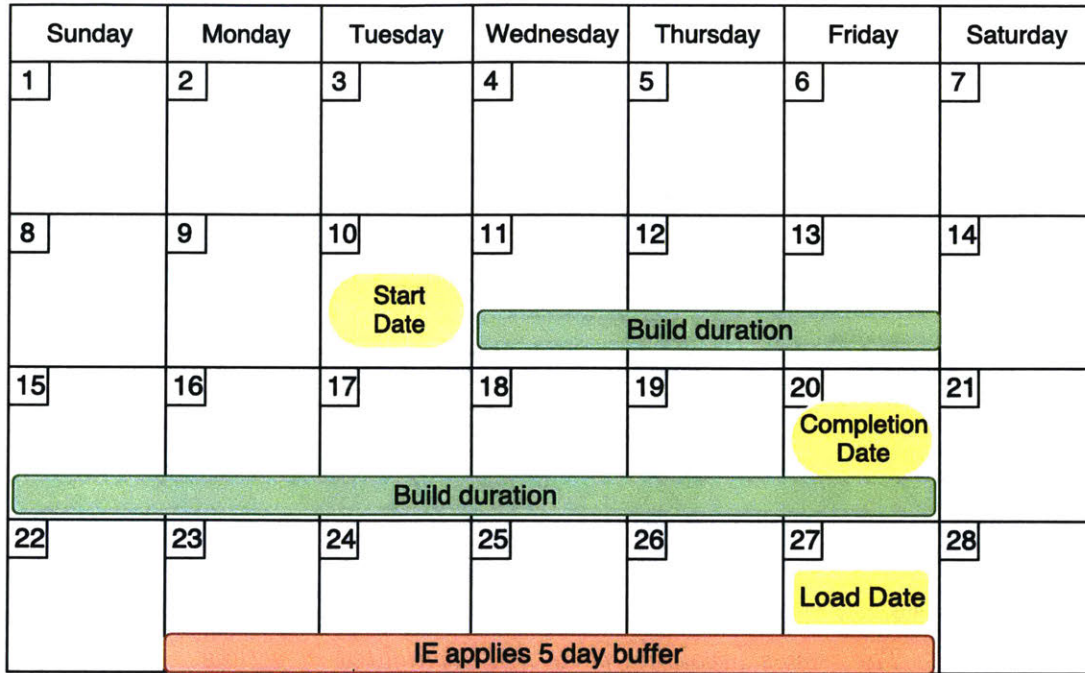 Sunday Monday Tuesday Wednesday Thursday Friday Saturday
1 2 3 4 5 6 7
8 9 10 11 12 13 14
Start
Date
Build duration
15 16 17 18 19 20 21
Completion
Date
Build duration
22 23 24 25 26 27 28
Load Date
IE applies 5 day buffer